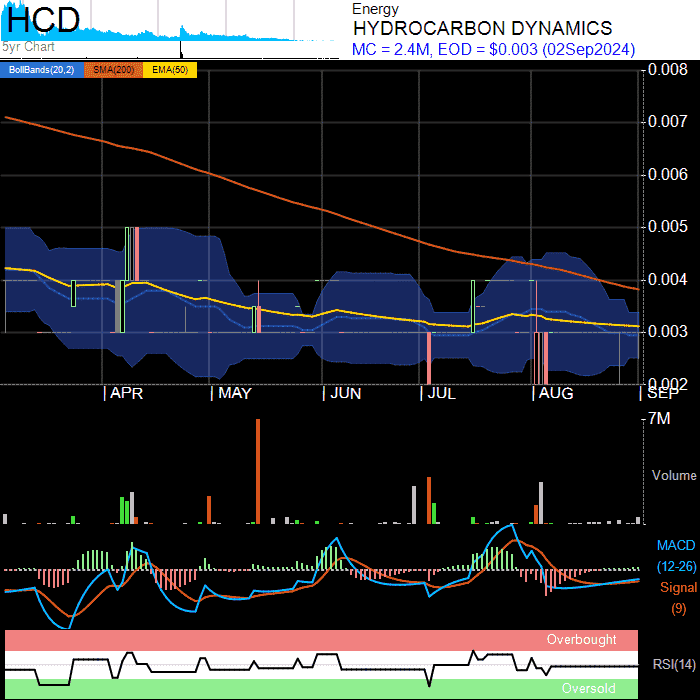 HCD
5yr Chart
Energy
HYDROCARBON DYNAMICS
MC = 2.4M, EOD = $0.003 (02Sep2024)
BollBands(20,2) SMA(200) EMA(50)
0.008
0.007
0.006
0.005
0.004
0.003
0.002
APR MAY JUN JUL AUG SEP
7M
Volume
MACD
(12-26)
Signal
(9)
Overbought
RSI(14)
Oversold